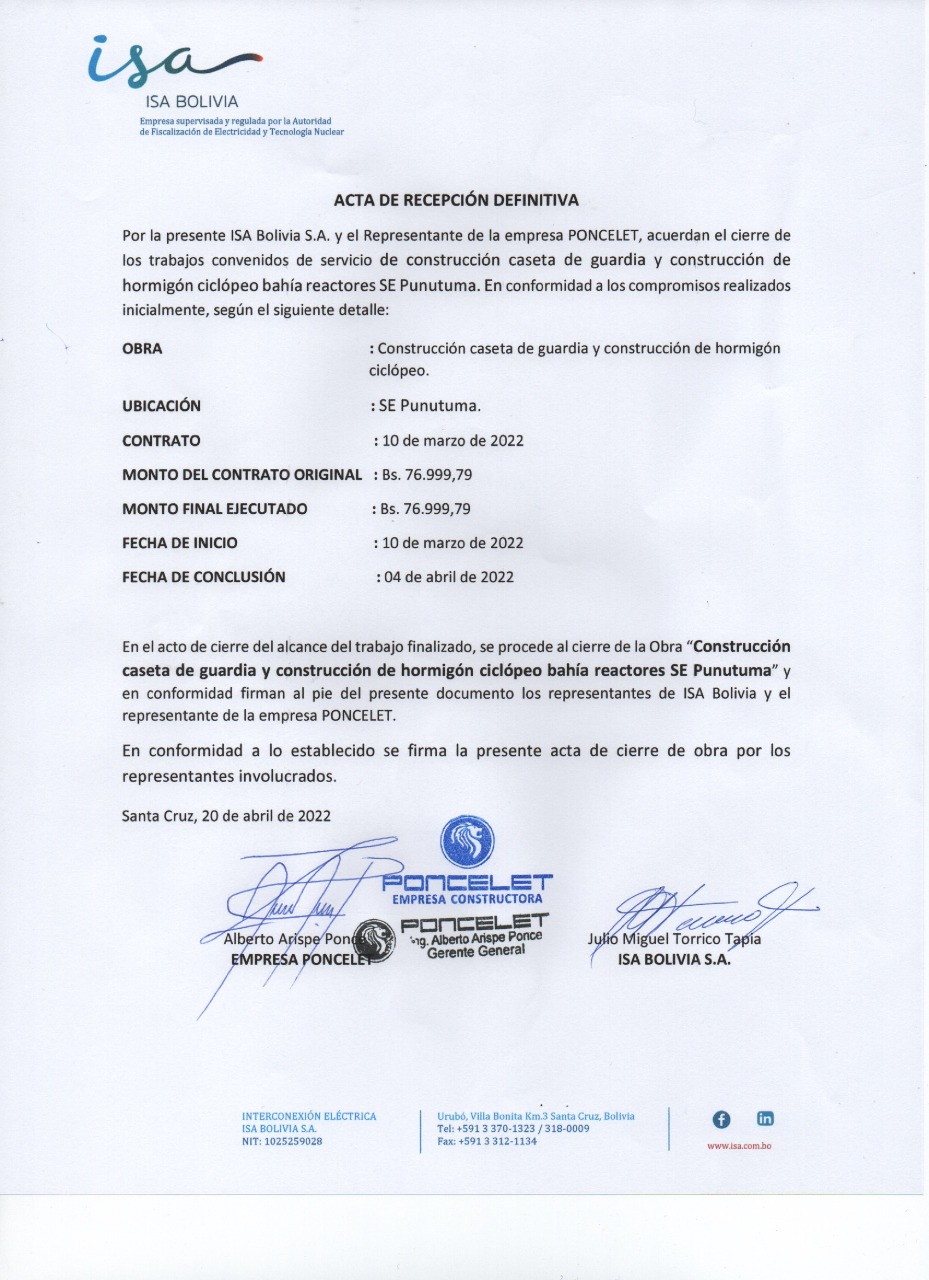 isa
ISA BOLIVIA
Empresa supervisada y regulada por la Autoridad
de Fiscalización de Electricidad y Tecnología Nuclear
ACTA DE RECEPCIÓN DEFINITIVA
Por la presente ISA Bolivia S.A. y el Representante de la empresa PONCELET, acuerdan el cierre de
los trabajos convenidos de servicio de construcción caseta de guardia y construcción de
hormigón ciclópeo bahía reactores SE Punutuma. En conformidad a los compromisos realizados
inicialmente, según el siguiente detalle:
OBRA : Construcción caseta de guardia y construcción de hormigón
ciclópeo.
UBICACIÓN : SE Punutuma.
CONTRATO : 10 de marzo de 2022
MONTO DEL CONTRATO ORIGINAL : Bs. 76.999,79
MONTO FINAL EJECUTADO : Bs. 76.999,79
FECHA DE INICIO : 10 de marzo de 2022
FECHA DE CONCLUSIÓN : 04 de abril de 2022
En el acto de cierre del alcance del trabajo finalizado, se procede al cierre de la Obra “Construcción
caseta de guardia y construcción de hormigón ciclópeo bahía reactores SE Punutuma” y
en conformidad firman al pie del presente documento los representantes de ISA Bolivia y el
representante de la empresa PONCELET.
En conformidad a lo establecido se firma la presente acta de cierre de obra por los
representantes involucrados.
Santa Cruz, 20 de abril de 2022
PONCELET
EMPRESA CONSTRUCTORA
PONCELET
Ing. Alberto Arispe Ponce
Gerente General
Alberto Arispe Ponce
EMPRESA PONCELET
Julio Miguel Torrico Tapia
ISA BOLIVIA S.A.
INTERCONEXIÓN ELÉCTRICA
ISA BOLIVIA S.A.
NIT: 1025259028
Urubó, Villa Bonita Km.3 Santa Cruz, Bolivia
Tel: +591 3 370-1323 / 318-0009
Fax: +591 3 312-1134
f in
www.isa.com.bo